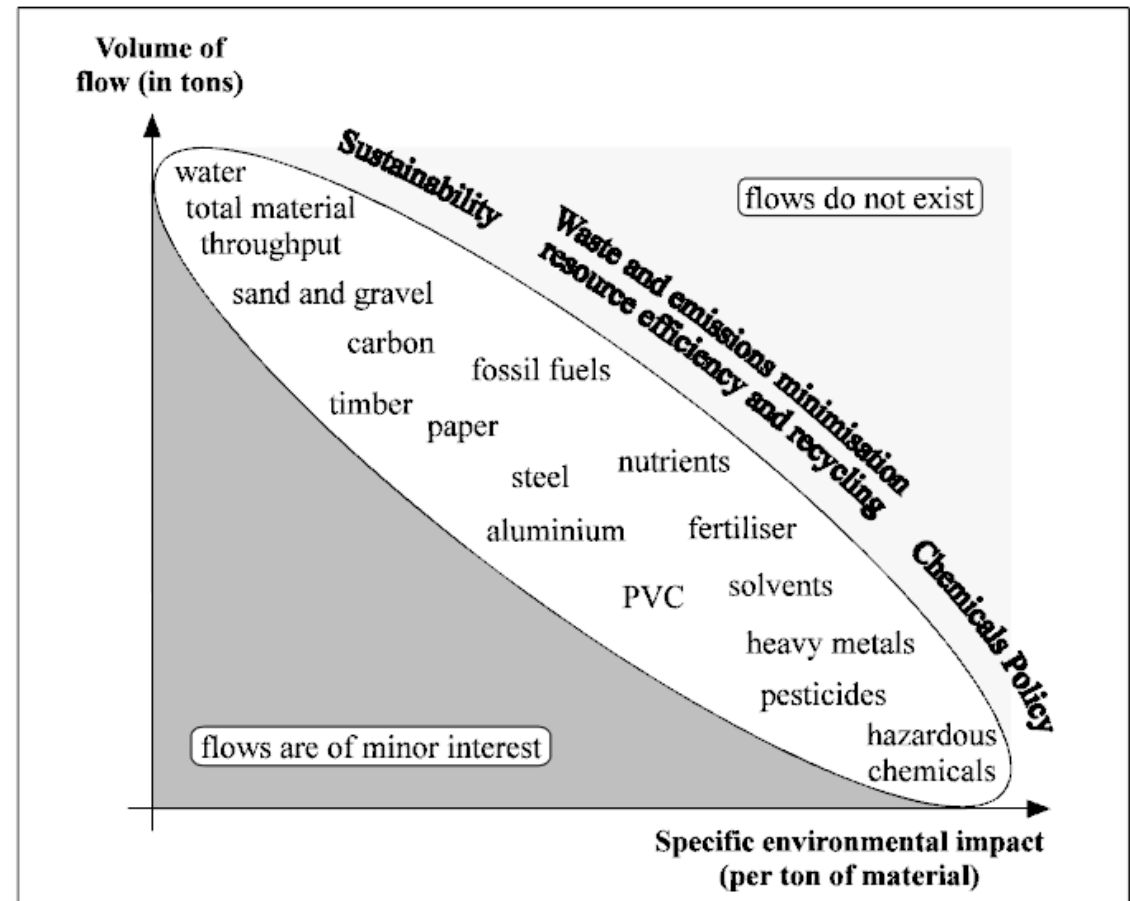 Volume of
flow (in tons)
Sustainability
Waste and emissions minimisation
resource efficiency and recycling
Chemicals Policy
flows do not exist
water
total material
throughput
sand and gravel
carbon
fossil fuels
timber
paper
nutrients
steel
aluminium
fertiliser
PVC
solvents
heavy metals
pesticides
hazardous
chemicals
flows are of minor interest
Specific environmental impact
(per ton of material)